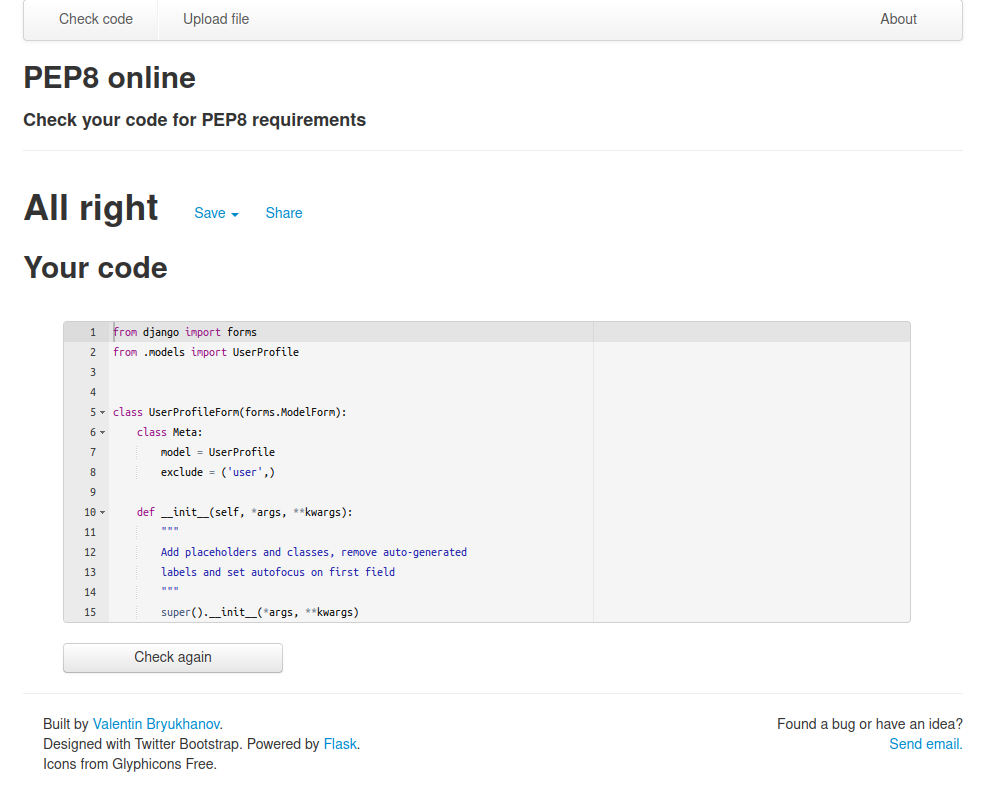 Check code Upload file About
PEP8 online
Check your code for PEP8 requirements
All right Save Share
Your code
1 from django import forms
2 from .models import UserProfile
3
4
5 class UserProfileForm(forms.ModelForm):
6 class Meta:
7 model = UserProfile
8 exclude = ('user',)
9
10 def __init__(self, *args, **kwargs):
11 """
12 Add placeholders and classes, remove auto-generated
13 labels and set autofocus on first field
14 """
15 super().__init__(*args, **kwargs)
Check again
Built by Valentin Bryukhanov. Found a bug or have an idea?
Designed with Twitter Bootstrap. Powered by Flask. Send email.
Icons from Glyphicons Free.